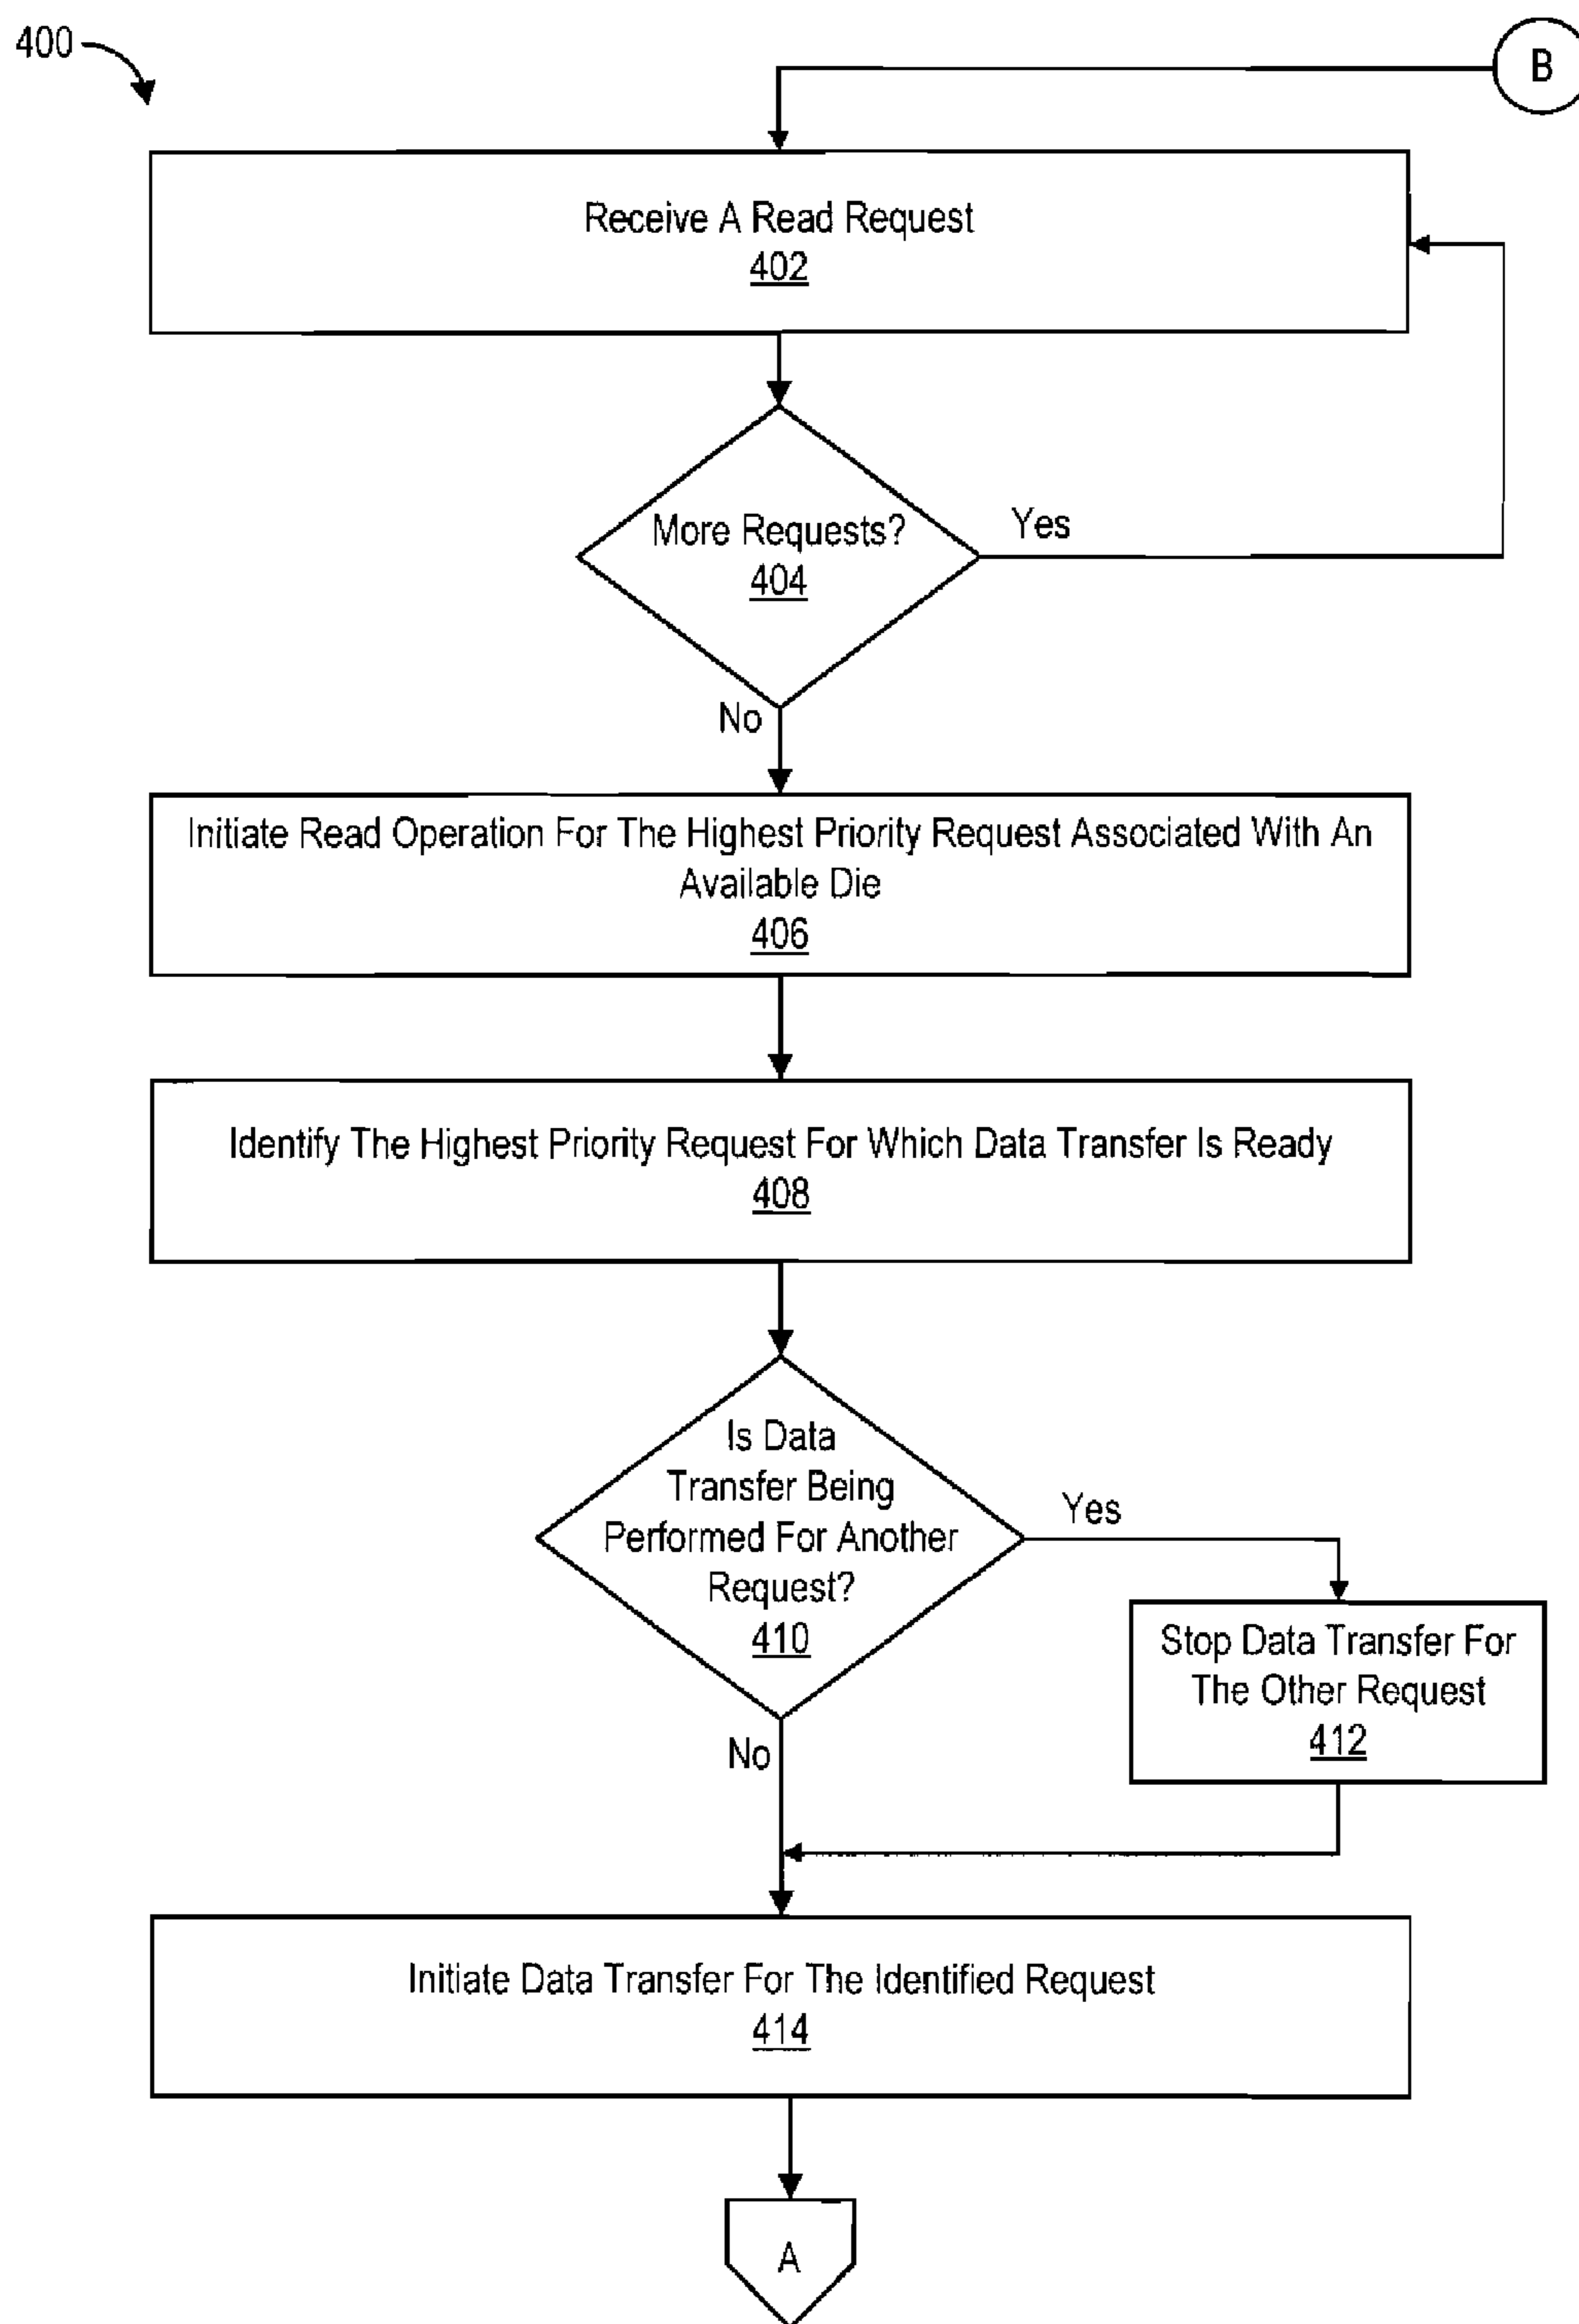 400
B
Receive A Read Request
402
More Requests?
404
Yes
No
Initiate Read Operation For The Highest Priority Request Associated With An
Available Die
406
Identify The Highest Priority Request For Which Data Transfer Is Ready
408
Is Data
Transfer Being
Performed For Another
Request?
410
Yes
Stop Data Transfer For
The Other Request
412
No
Initiate Data Transfer For The Identified Request
414
A